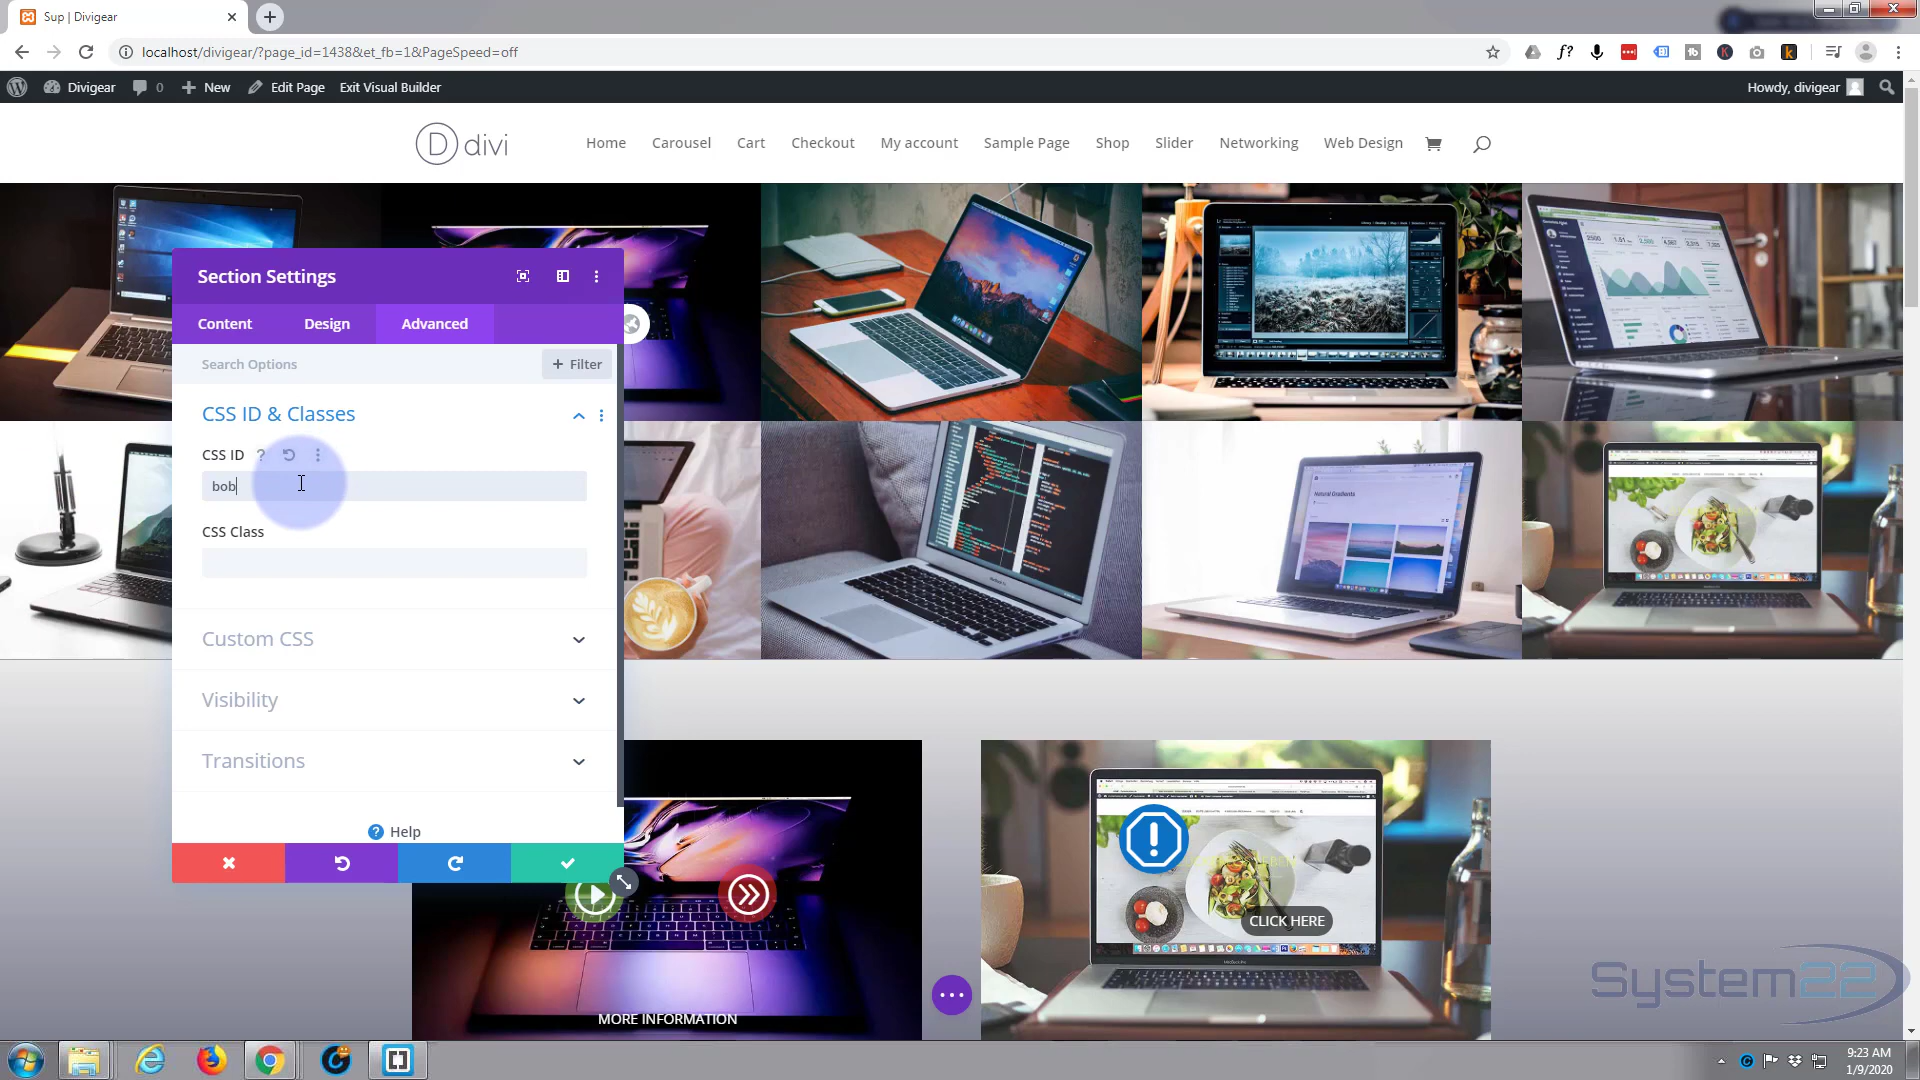 Sup | Divigear
localhost/divigear/?page_id=1438&et_fb=1&PageSpeed=off
f?
Divigear
0
New
Edit Page
Exit Visual Builder
Howdy, divigear
D divi
Home
Carousel
Cart
Checkout
My account
Sample Page
Shop
Slider
Networking
Web Design
Section Settings
Content
Design
Advanced
Search Options
+ Filter
CSS ID & Classes
CSS ID ?
bob
CSS Class
Custom CSS
Visibility
Transitions
? Help
Natural Gradients
CLICK HERE
MORE INFORMATION
System22
9:23 AM
1/9/2020